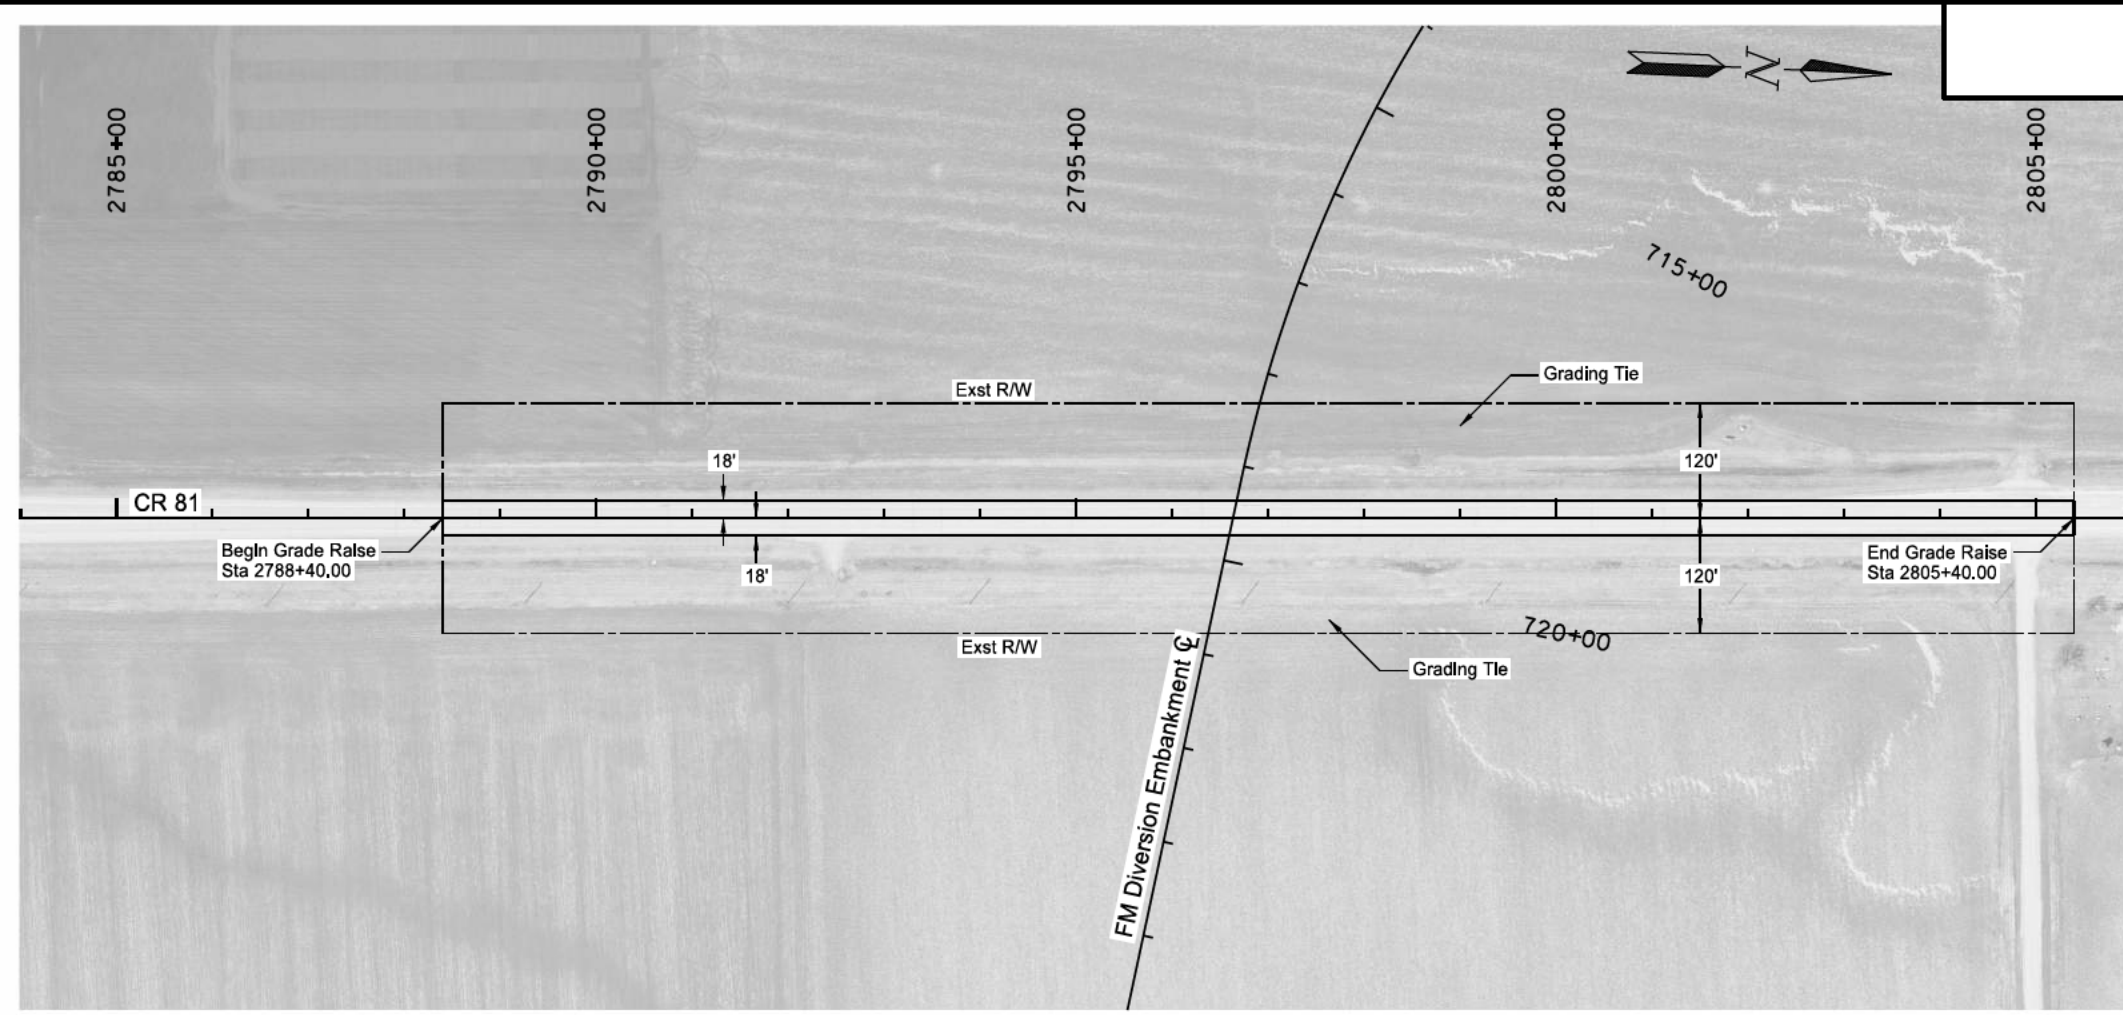 N
2785+00
2790+00
2795+00
2800+00
2805+00
715+00
Grading Tie
Exst R/W
18'
120'
CR 81
Begin Grade Raise
Sta 2788+40.00
18'
120'
End Grade Raise
Sta 2805+40.00
720+00
Exst R/W
Grading Tie
FM Diversion Embankment ℄